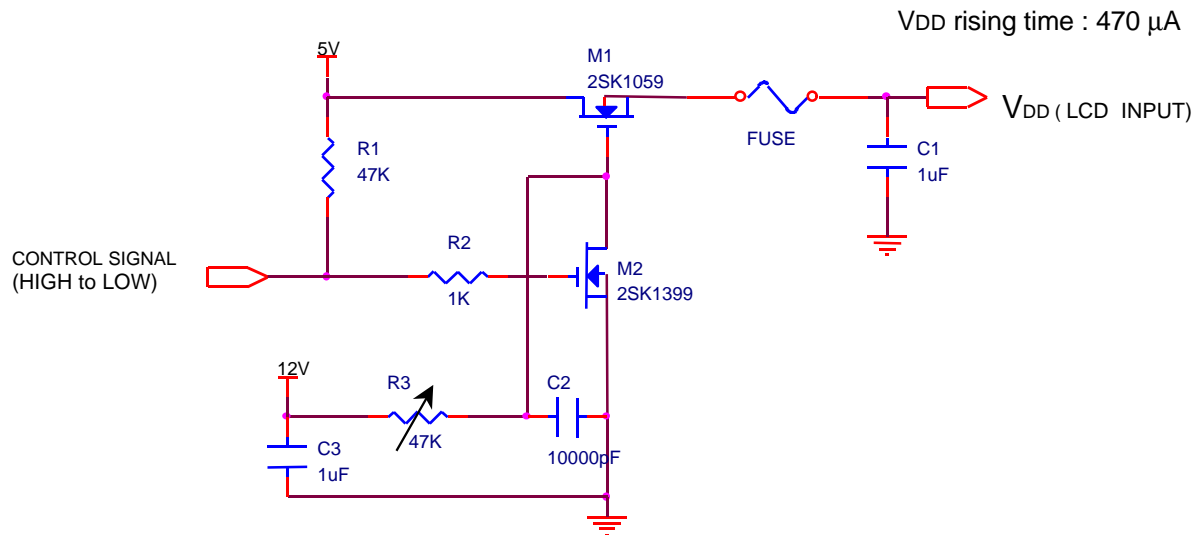 VDD rising time : 470 μA
5V
M1
2SK1059
R1
47K
FUSE
VDD ( LCD INPUT)
C1
1uF
CONTROL SIGNAL
(HIGH to LOW)
R2
1K
M2
2SK1399
12V
R3
47K
C2
10000pF
C3
1uF